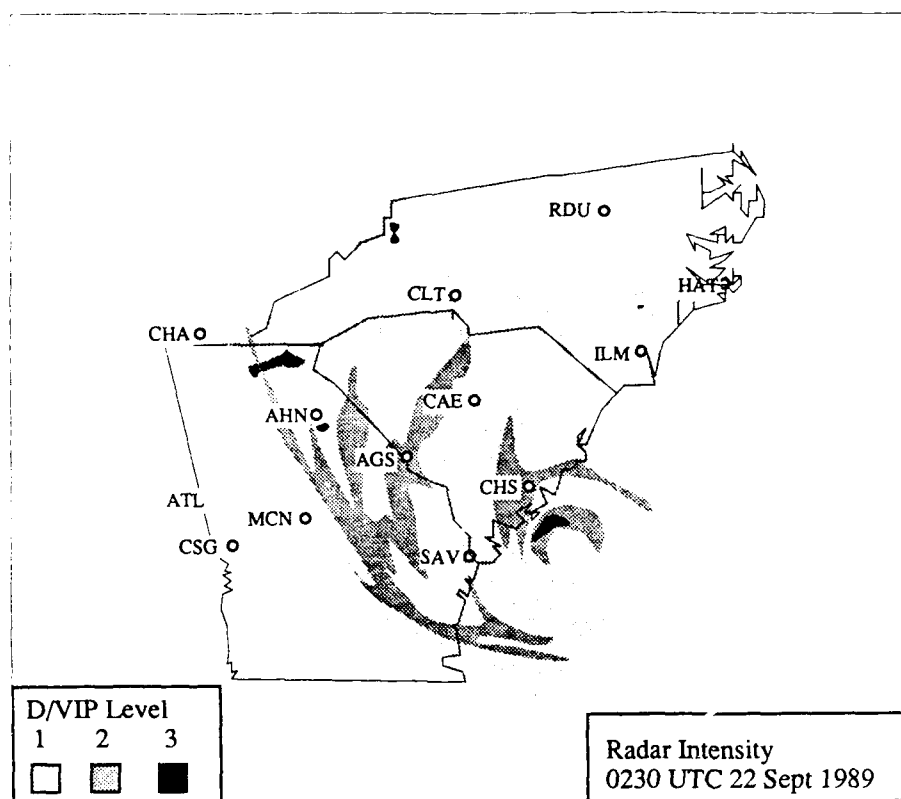 RDU
HAT
CLT
CHA
ILM
CAE
AHN
AGS
CHS
ATL
MCN
CSG
SAV
D/VIP Level
1 2 3
Radar Intensity
0230 UTC 22 Sept 1989